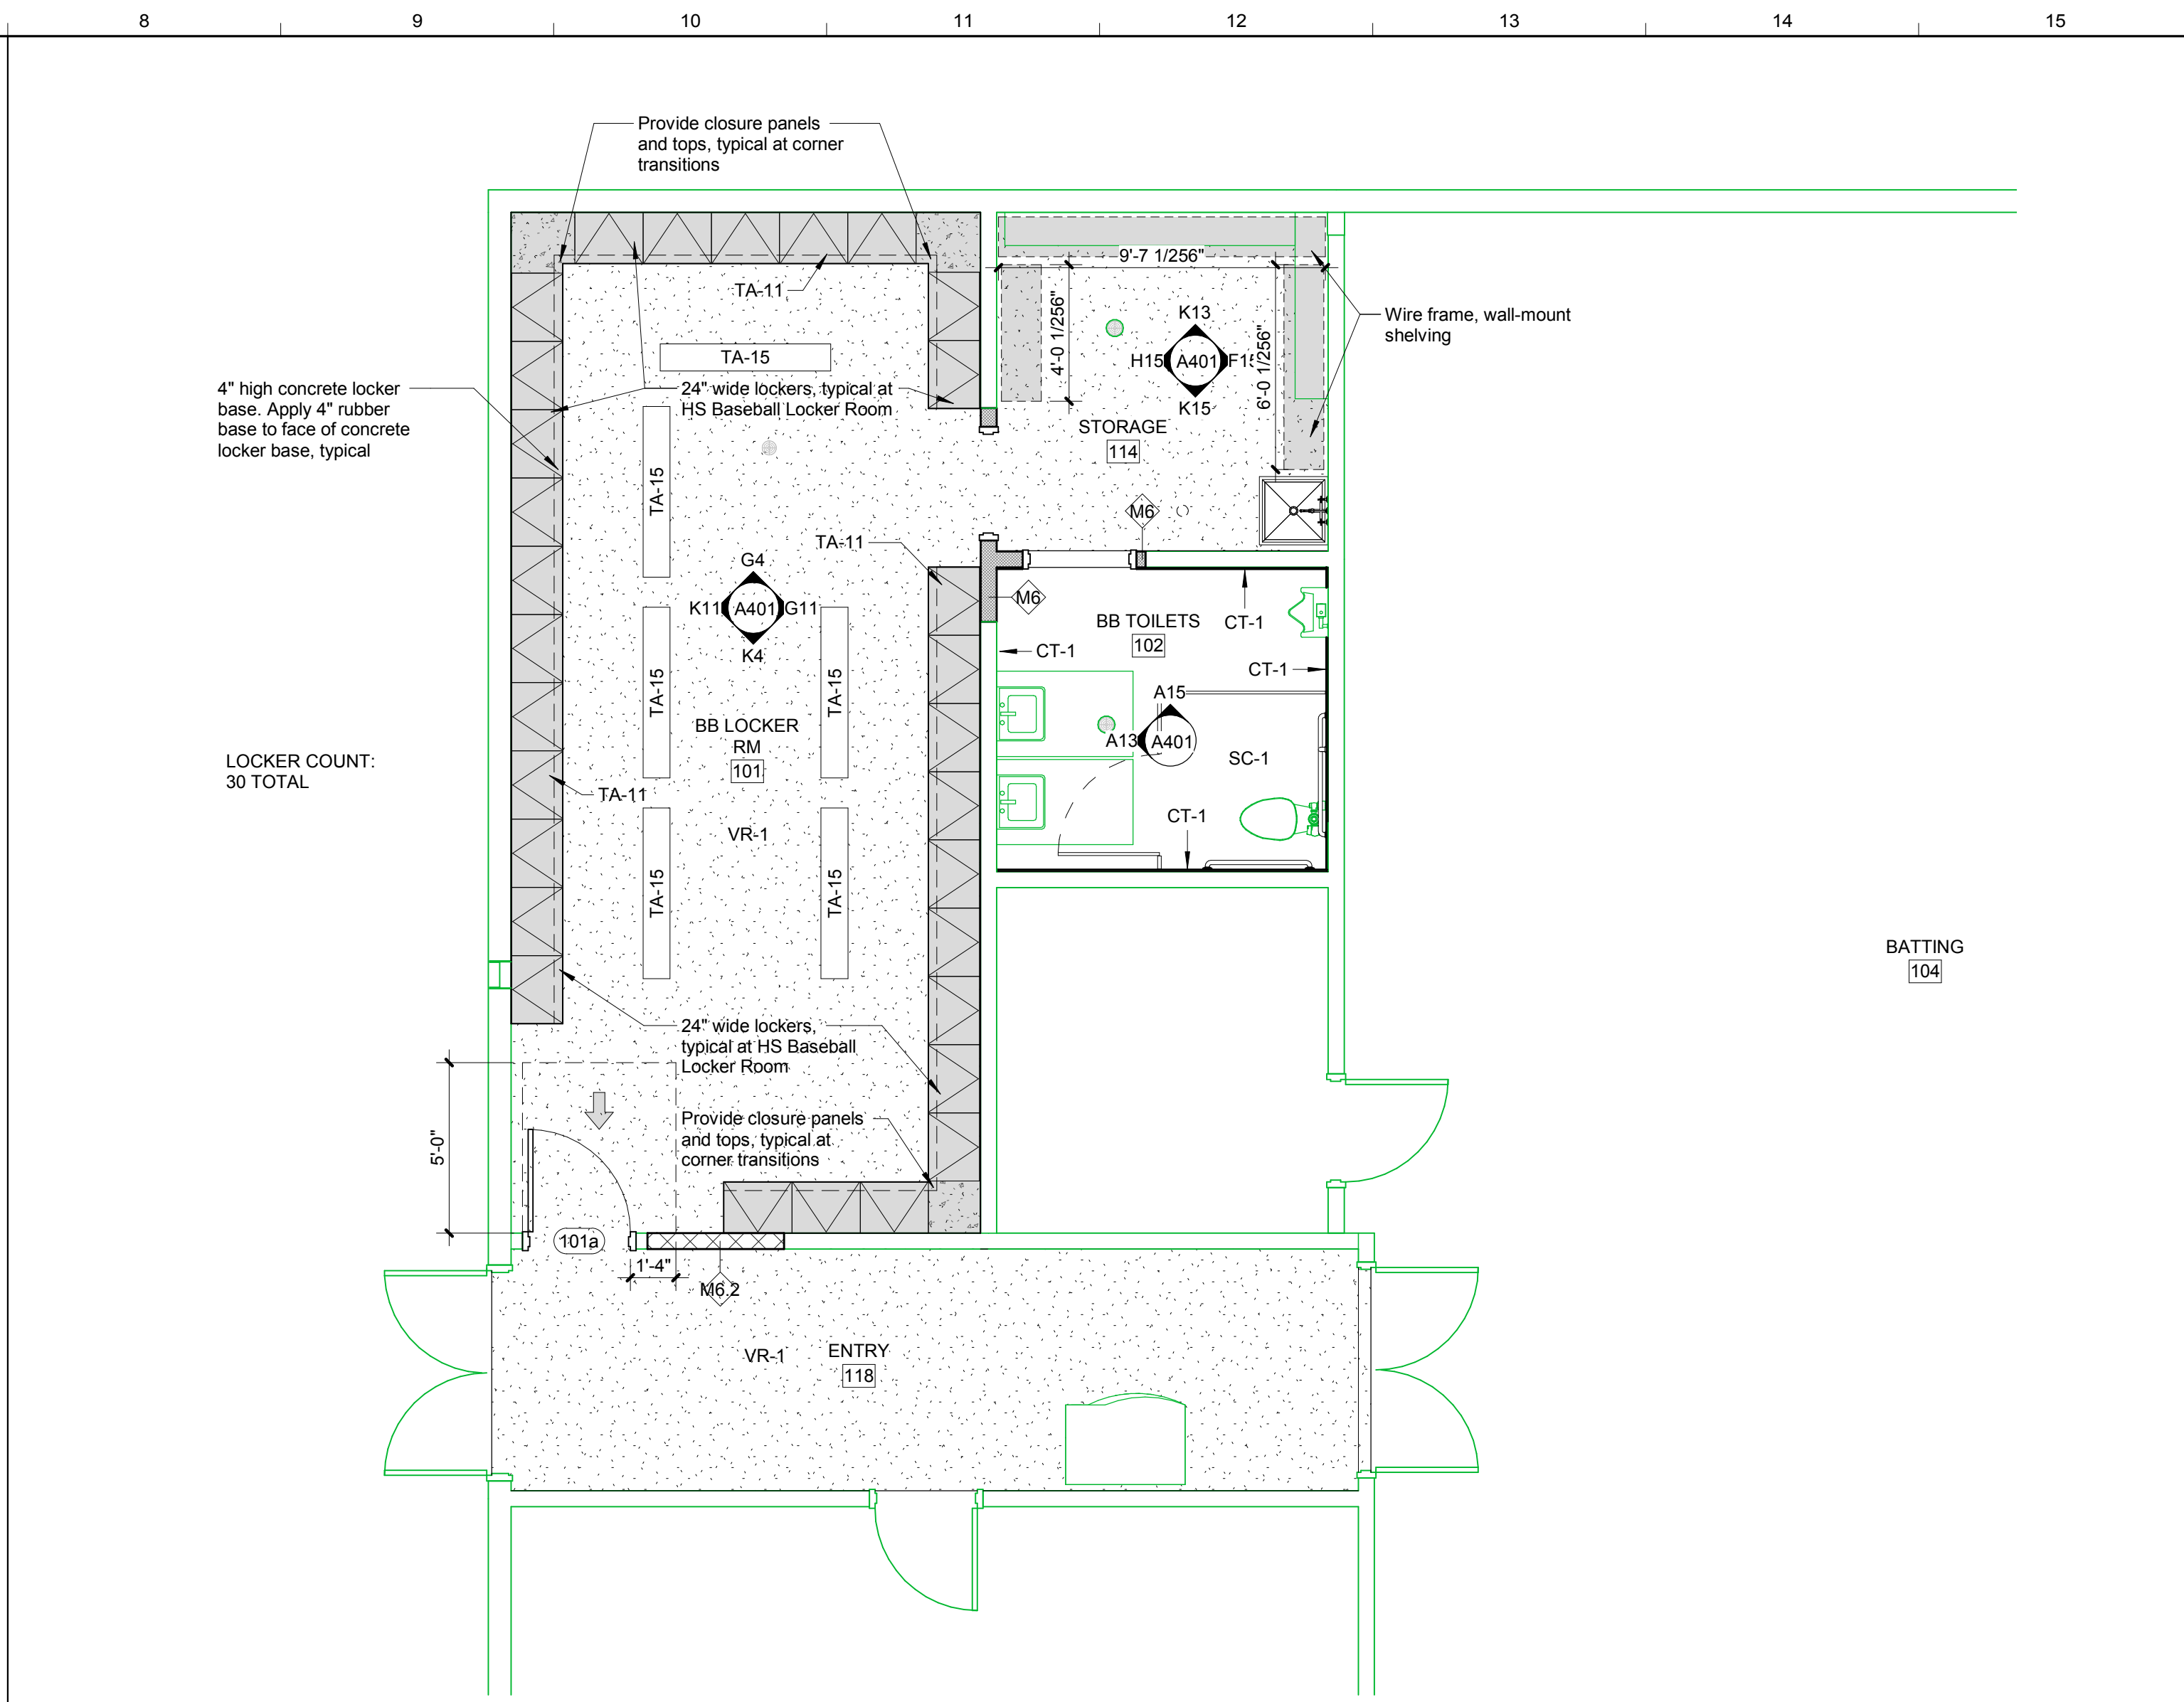 8 9 10 11 12 13 14 15
Provide closure panels
and tops, typical at corner
transitions
9'-7 1/256"
TA-11
4'-0 1/256"
6'-0 1/256"
K13
H15 A401
K15
Wire frame, wall-mount
shelving
TA-15
4" high concrete locker
base. Apply 4" rubber
base to face of concrete
locker base, typical
24" wide lockers, typical at
HS Baseball Locker Room
STORAGE
114
TA-15
M6
TA-11
G4
K11 A401 G11
K4
M6
BB TOILETS
102
CT-1
CT-1
CT-1
TA-15
TA-15
A15
A13 A401
BB LOCKER
RM
101
SC-1
LOCKER COUNT:
30 TOTAL
TA-11
CT-1
VR-1
TA-15
TA-15
BATTING
104
24" wide lockers,
typical at HS Baseball
Locker Room
Provide closure panels
and tops, typical at
corner transitions
5'-0"
101a
1'-4"
M6.2
VR-1
ENTRY
118